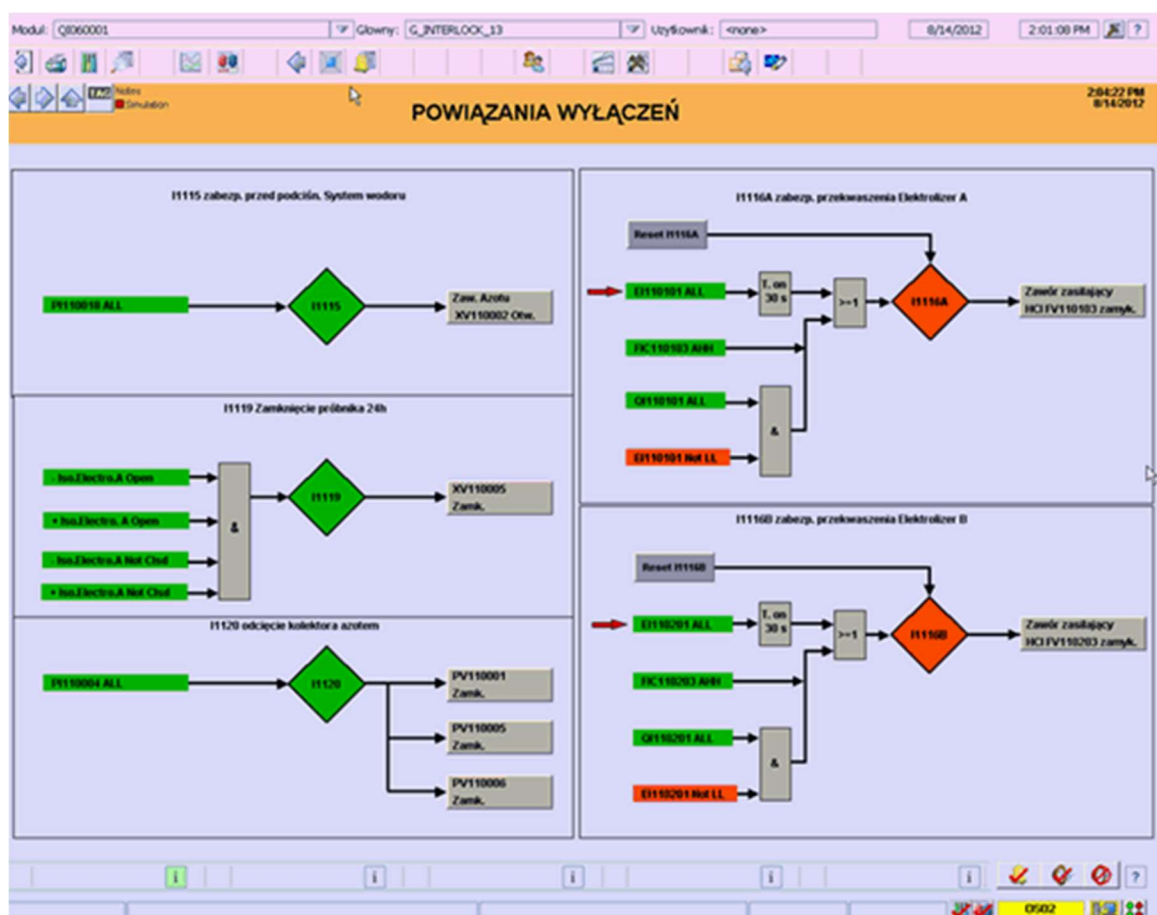 Modul: QI060001 Glowny: G_INTERLOCK_13 Użytkownik: <none> 8/14/2012 2:01:08 PM ?
TAG Notes
Simulation
POWIĄZANIA WYŁĄCZEŃ
2:04:22 PM
8/14/2012
I1115 zabezp. przed podciśn. System wodoru
PI110018 ALL
I1115
Zaw. Azotu
XV110002 Otw.
I1119 Zamknięcie próbnika 24h
- Iso.Electro.A Open
+ Iso.Electro. A Open
- Iso.Electro.A Not Clsd
+ Iso.Electro.A Not Clsd
&
I1119
XV110005
Zamk.
I1120 odcięcie kolektora azotem
PI110004 ALL
I1120
PV110001
Zamk.
PV110005
Zamk.
PV110006
Zamk.
I1116A zabezp. przekwaszenia Elektrolizer A
Reset I1116A
EI110101 ALL
T. on
30 s
>=1
I1116A
Zawór zasilający
HCl FV110103 zamyk.
FIC110103 AHH
QI110101 ALL
&
EI110101 Not LL
I1116B zabezp. przekwaszenia Elektrolizer B
Reset I1116B
EI110201 ALL
T. on
30 s
>=1
I1116B
Zawór zasilający
HCl FV110203 zamyk.
FIC110203 AHH
QI110201 ALL
&
EI110201 Not LL
i i i i i ?
OS02